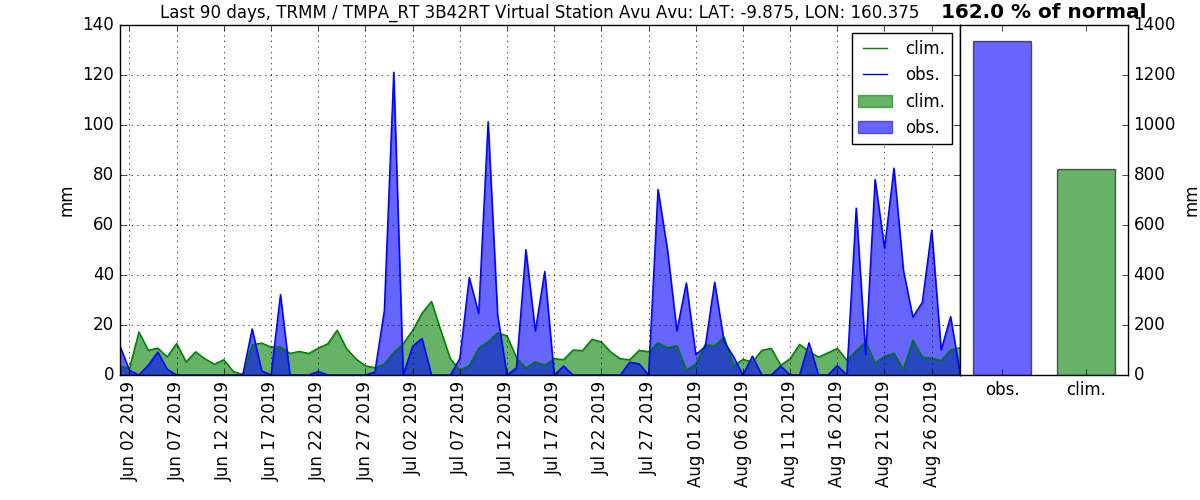 Last 90 days, TRMM / TMPA_RT 3B42RT Virtual Station Avu Avu: LAT: -9.875, LON: 160.375
162.0 % of normal
140
120
100
80
60
40
20
0
mm
clim.
obs.
clim.
obs.
Jun 02 2019
Jun 07 2019
Jun 12 2019
Jun 17 2019
Jun 22 2019
Jun 27 2019
Jul 02 2019
Jul 07 2019
Jul 12 2019
Jul 17 2019
Jul 22 2019
Jul 27 2019
Aug 01 2019
Aug 06 2019
Aug 11 2019
Aug 16 2019
Aug 21 2019
Aug 26 2019
obs.
clim.
1400
1200
1000
800
600
400
200
0
mm